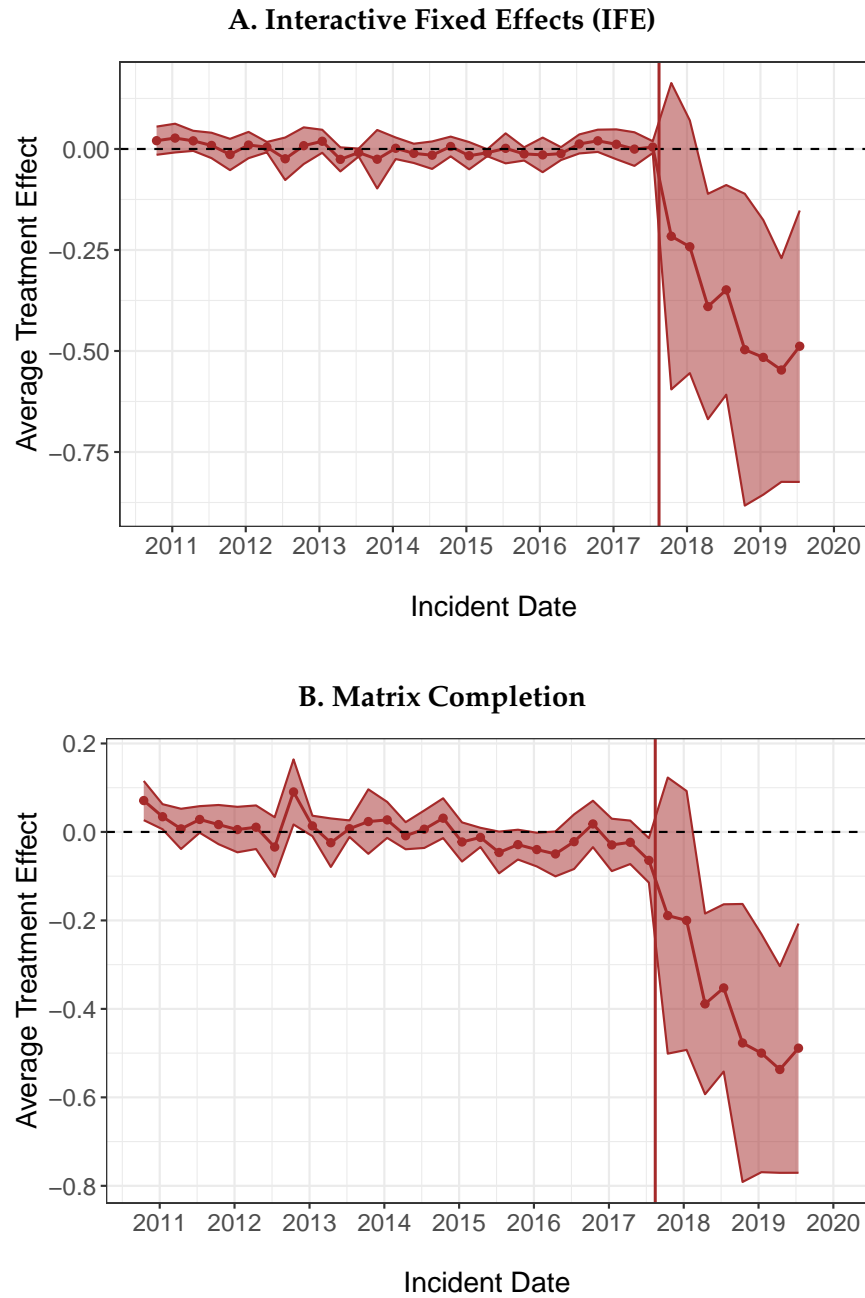 A. Interactive Fixed Effects (IFE)
Average Treatment Effect
0.00
−0.25
−0.50
−0.75
2011 2012 2013 2014 2015 2016 2017 2018 2019 2020
Incident Date
B. Matrix Completion
Average Treatment Effect
0.2
0.0
−0.2
−0.4
−0.6
−0.8
2011 2012 2013 2014 2015 2016 2017 2018 2019 2020
Incident Date